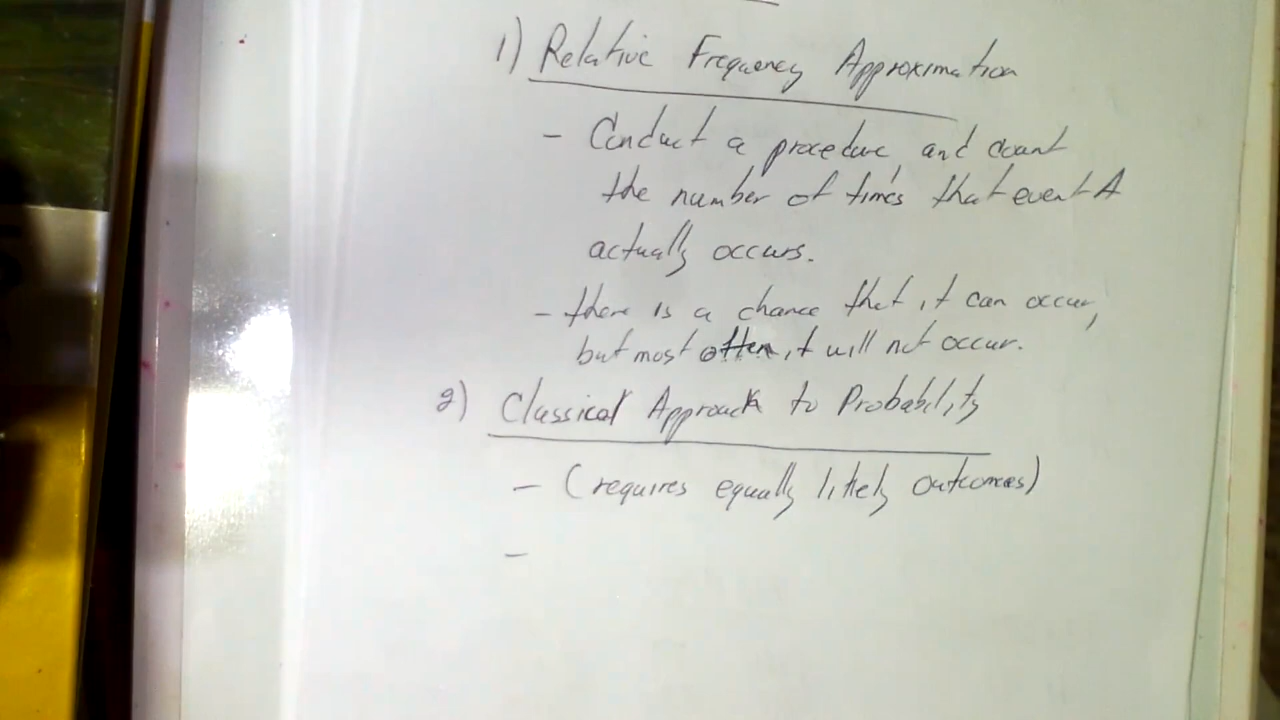 1) Relative Frequency Approximation
- Conduct a procedure, and count
the number of times that event A
actually occurs.
- there is a chance that it can occur,
but most often, it will not occur.
2) Classical Approach to Probability
- (requires equally likely outcomes)
-